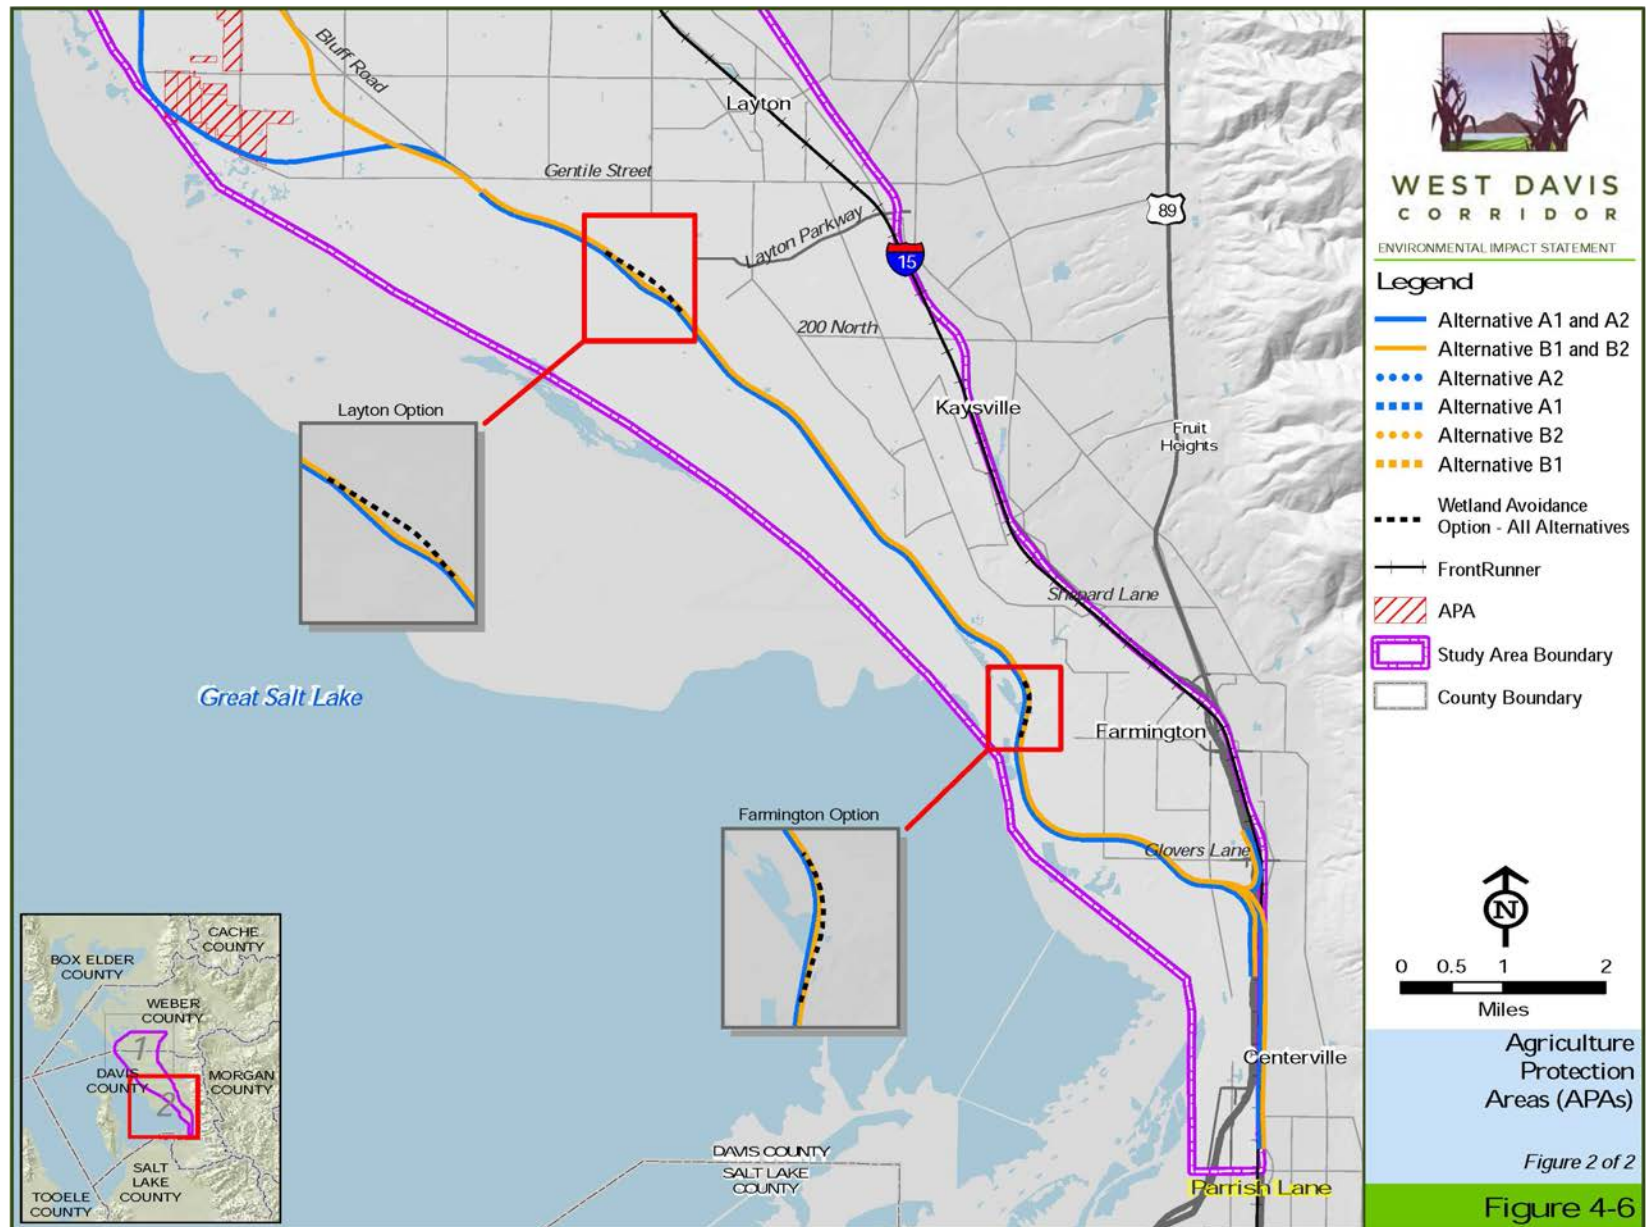 Bluff Road
Layton
Gentile Street
Layton Parkway
89
15
200 North
Kaysville
Fruit
Heights
Layton Option
Shepard Lane
Great Salt Lake
Farmington
Farmington Option
Glovers Lane
Centerville
DAVIS COUNTY
SALT LAKE
COUNTY
Parrish Lane
CACHE
COUNTY
BOX ELDER
COUNTY
WEBER
COUNTY
1
DAVIS
COUNTY
MORGAN
COUNTY
2
SALT
LAKE
COUNTY
TOOELE
COUNTY
WEST DAVIS
CORRIDOR
ENVIRONMENTAL IMPACT STATEMENT
Legend
Alternative A1 and A2
Alternative B1 and B2
Alternative A2
Alternative A1
Alternative B2
Alternative B1
Wetland Avoidance
Option - All Alternatives
FrontRunner
APA
Study Area Boundary
County Boundary
N
0 0.5 1 2
Miles
Agriculture
Protection
Areas (APAs)
Figure 2 of 2
Figure 4-6